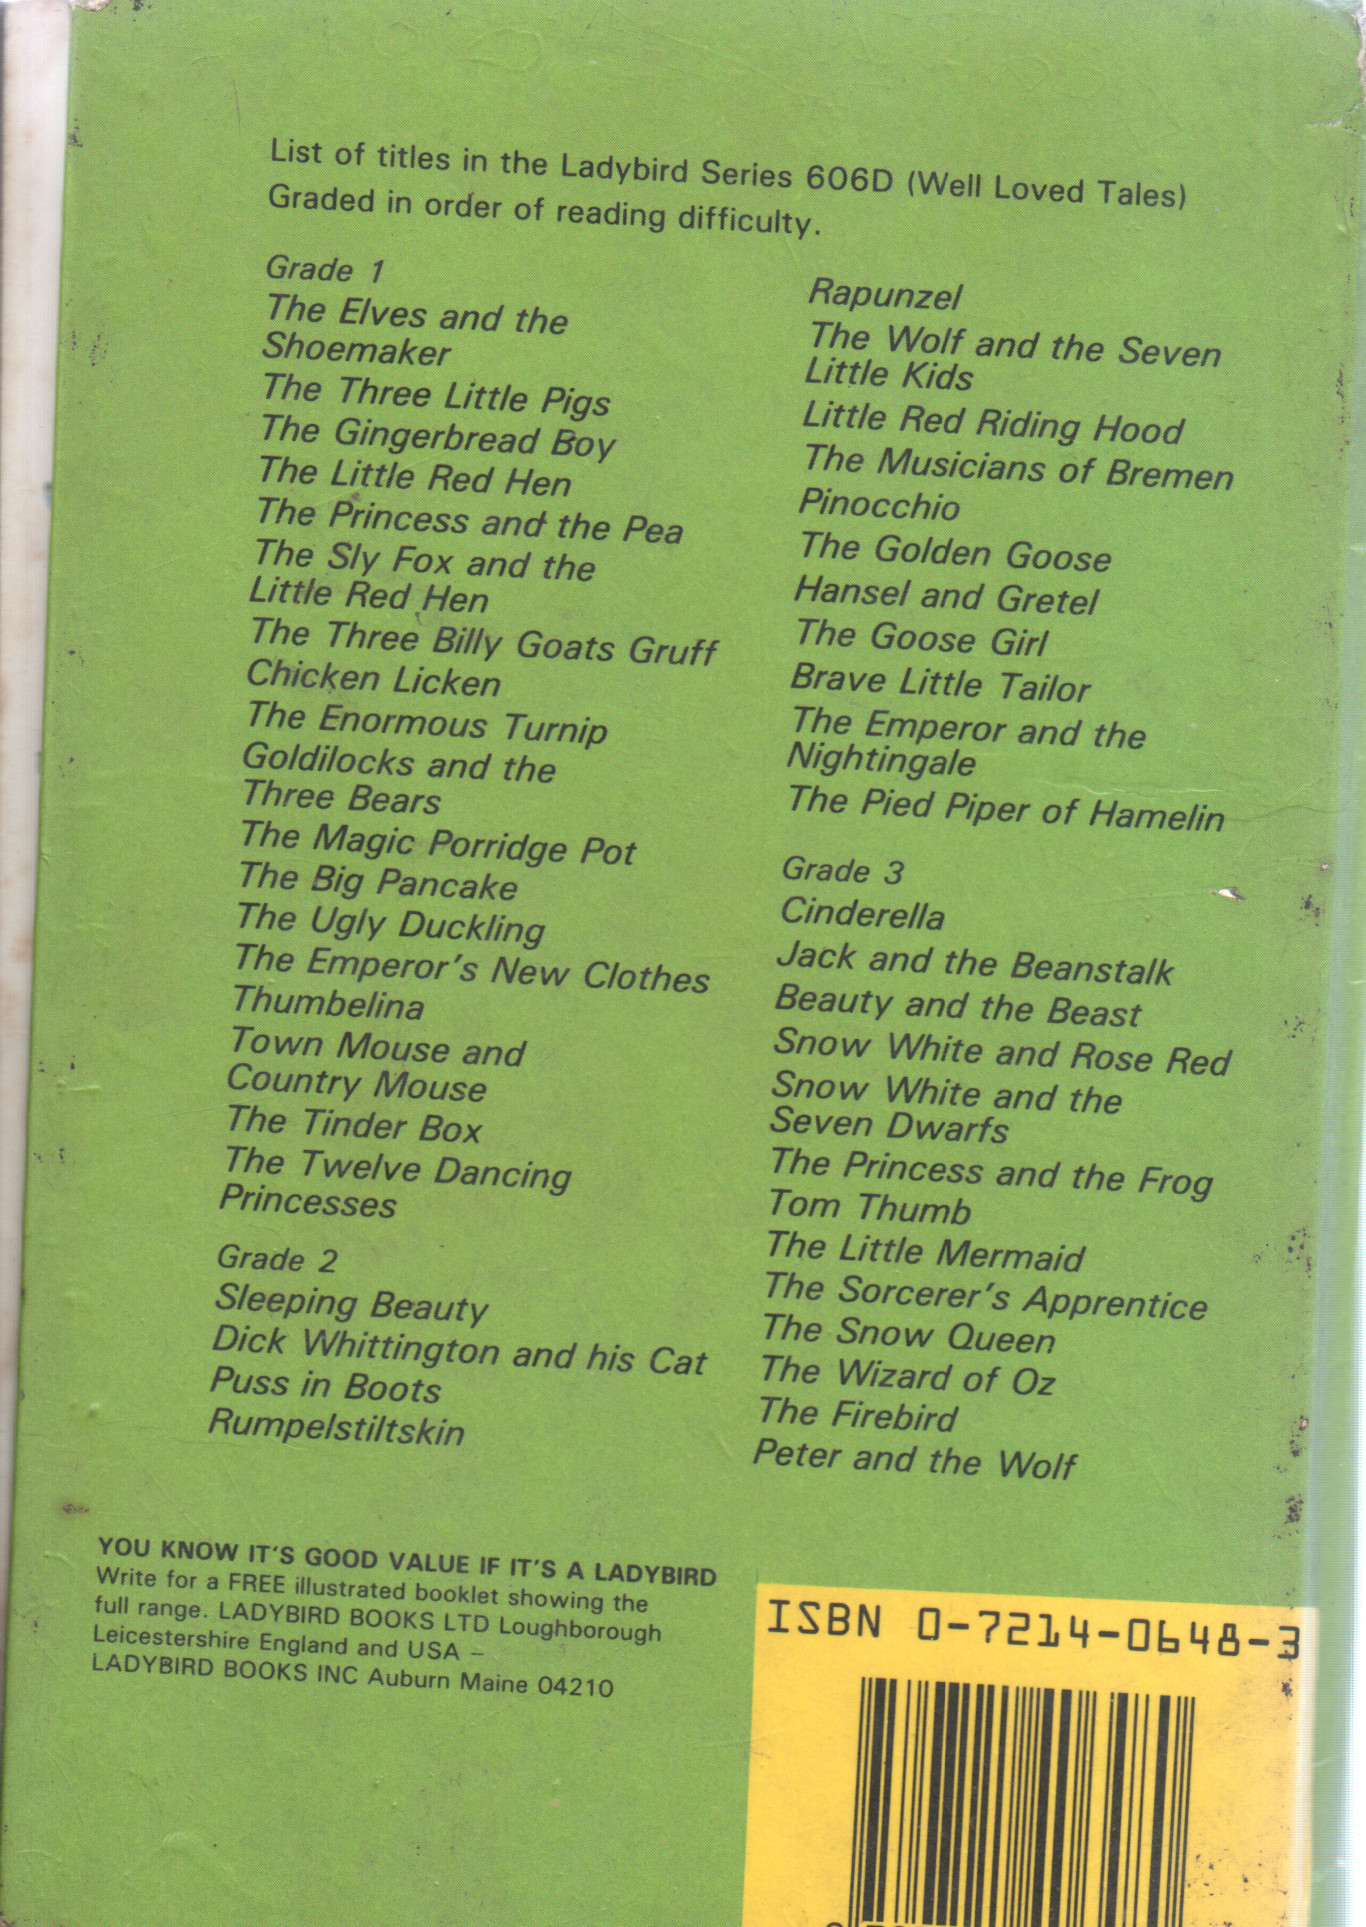 List of titles in the Ladybird Series 606D (Well Loved Tales)
Graded in order of reading difficulty.
Grade 1
The Elves and the
Shoemaker
The Three Little Pigs
The Gingerbread Boy
The Little Red Hen
The Princess and the Pea
The Sly Fox and the
Little Red Hen
The Three Billy Goats Gruff
Chicken Licken
The Enormous Turnip
Goldilocks and the
Three Bears
The Magic Porridge Pot
The Big Pancake
The Ugly Duckling
The Emperor's New Clothes
Thumbelina
Town Mouse and
Country Mouse
The Tinder Box
The Twelve Dancing
Princesses
Grade 2
Sleeping Beauty
Dick Whittington and his Cat
Puss in Boots
Rumpelstiltskin
Rapunzel
The Wolf and the Seven
Little Kids
Little Red Riding Hood
The Musicians of Bremen
Pinocchio
The Golden Goose
Hansel and Gretel
The Goose Girl
Brave Little Tailor
The Emperor and the
Nightingale
The Pied Piper of Hamelin
Grade 3
Cinderella
Jack and the Beanstalk
Beauty and the Beast
Snow White and Rose Red
Snow White and the
Seven Dwarfs
The Princess and the Frog
Tom Thumb
The Little Mermaid
The Sorcerer's Apprentice
The Snow Queen
The Wizard of Oz
The Firebird
Peter and the Wolf
YOU KNOW IT'S GOOD VALUE IF IT'S A LADYBIRD
Write for a FREE illustrated booklet showing the
full range. LADYBIRD BOOKS LTD Loughborough
Leicestershire England and USA –
LADYBIRD BOOKS INC Auburn Maine 04210
ISBN 0-7214-0648-3